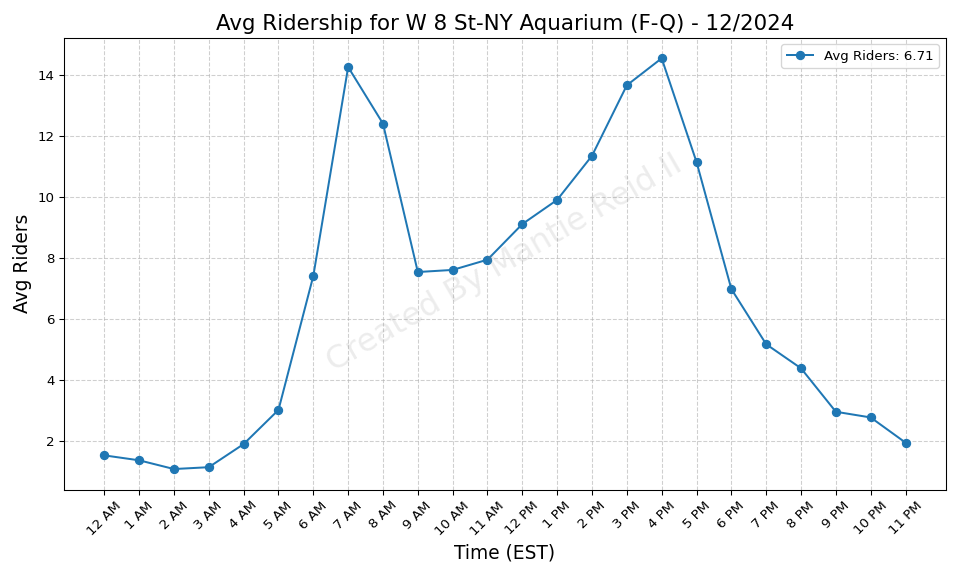 Avg Ridership for W 8 St-NY Aquarium (F-Q) - 12/2024
Avg Riders: 6.71
14
12
10
8
6
4
2
Avg Riders
Created By Mantie Reid II
12 AM
1 AM
2 AM
3 AM
4 AM
5 AM
6 AM
7 AM
8 AM
9 AM
10 AM
11 AM
12 PM
1 PM
2 PM
3 PM
4 PM
5 PM
6 PM
7 PM
8 PM
9 PM
10 PM
11 PM
Time (EST)